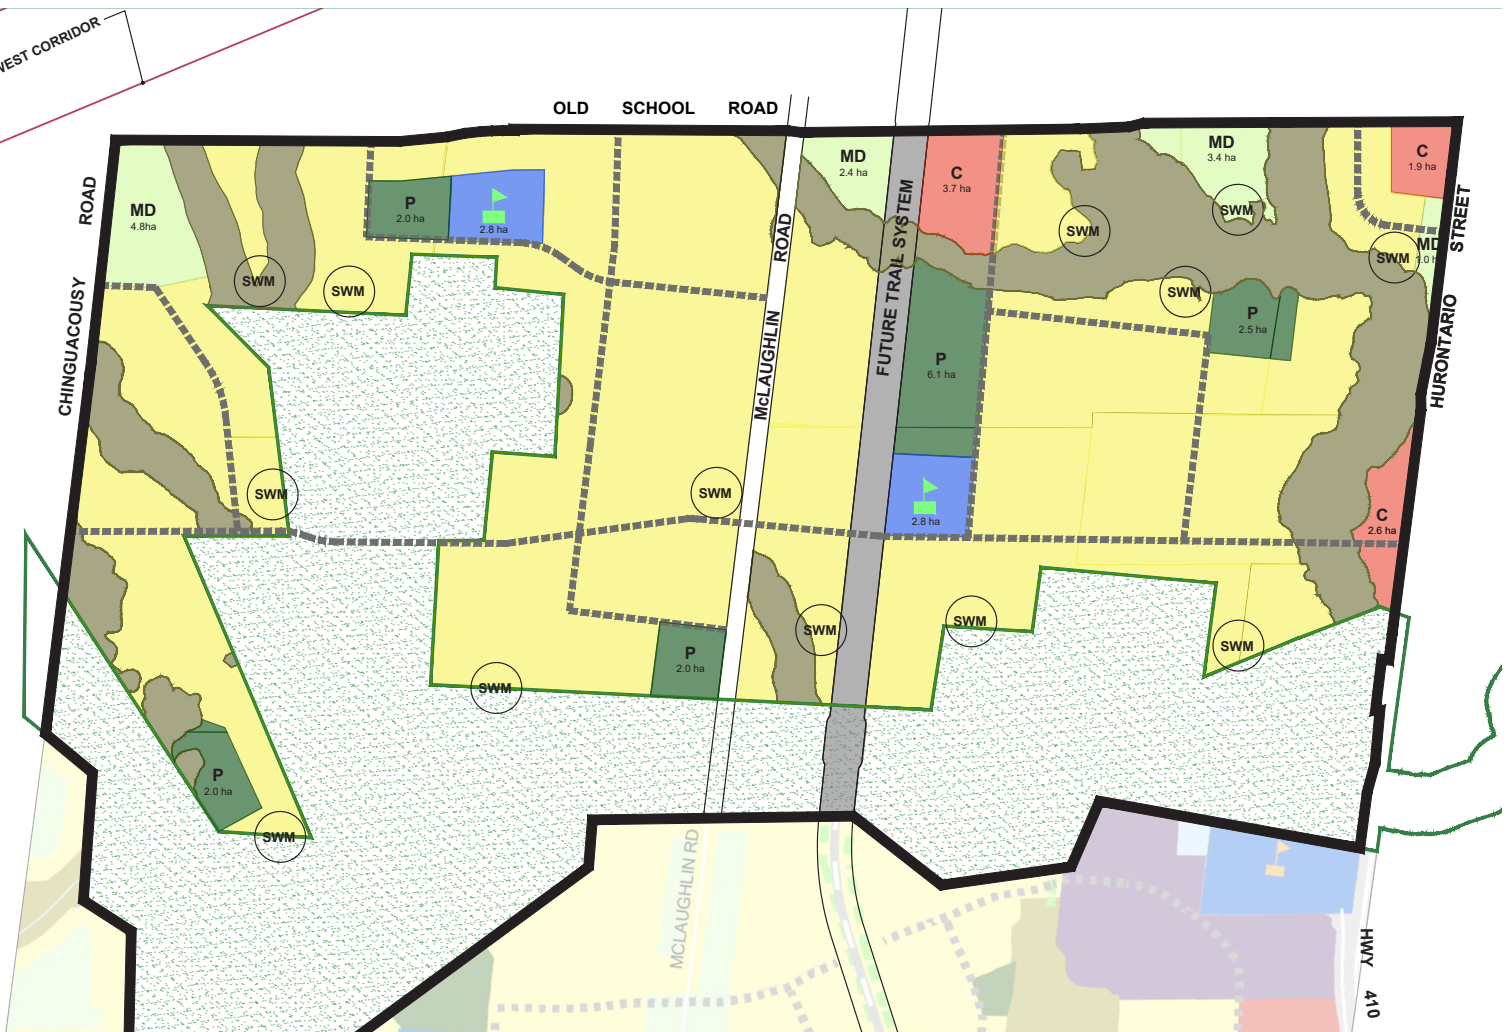 WEST CORRIDOR
OLD SCHOOL ROAD
CHINGUACOUSY ROAD
MD
4.8ha
P
2.0 ha
2.8 ha
SWM
SWM
McLAUGHLIN ROAD
MD
2.4 ha
FUTURE TRAIL SYSTEM
C
3.7 ha
MD
3.4 ha
C
1.9 ha
SWM
SWM
SWM
SWM
MD
1.0 h
HURONTARIO STREET
P
6.1 ha
P
2.5 ha
SWM
SWM
2.8 ha
C
2.6 ha
P
2.0 ha
SWM
SWM
SWM
SWM
P
2.0 ha
SWM
MCLAUGHLIN RD
HWY 410